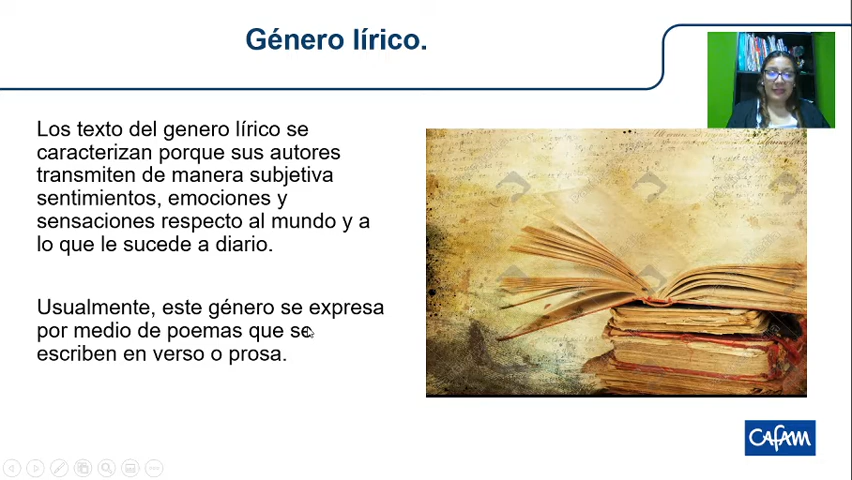 Género lírico.
Los texto del genero lírico se
caracterizan porque sus autores
transmiten de manera subjetiva
sentimientos, emociones y
sensaciones respecto al mundo y a
lo que le sucede a diario.
Usualmente, este género se expresa
por medio de poemas que se
escriben en verso o prosa.
CAFAM